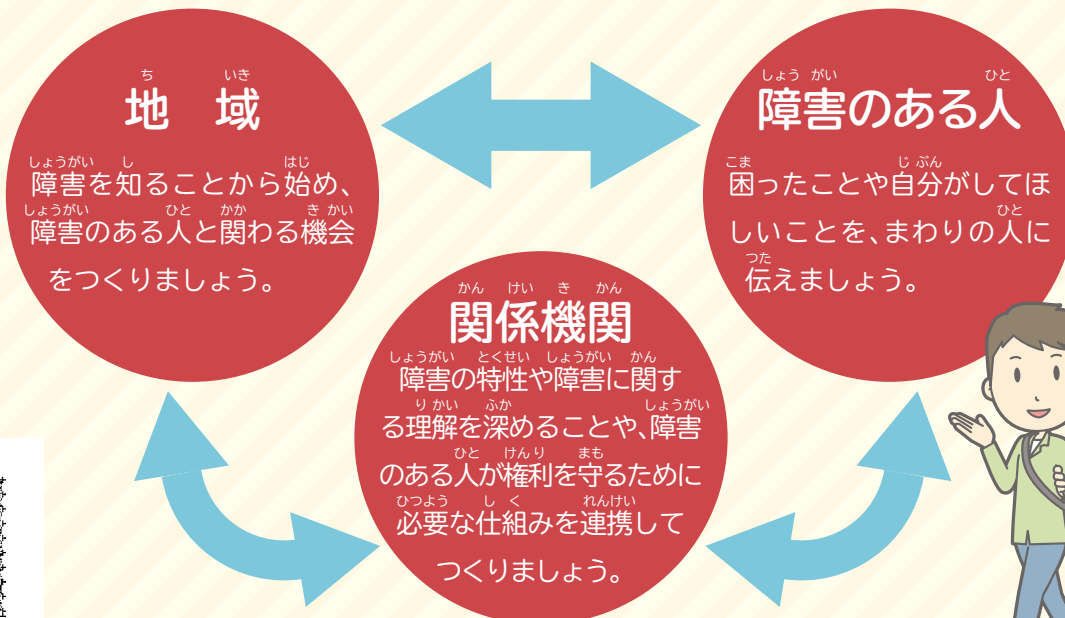 地域
障害を知ることから始め、
障害のある人と関わる機会
をつくりましょう。
障害のある人
困ったことや自分がしてほ
しいことを、まわりの人に
伝えましょう。
関係機関
障害の特性や障害に関す
る理解を深めることや、障害
のある人が権利を守るために
必要な仕組みを連携して
つくりましょう。